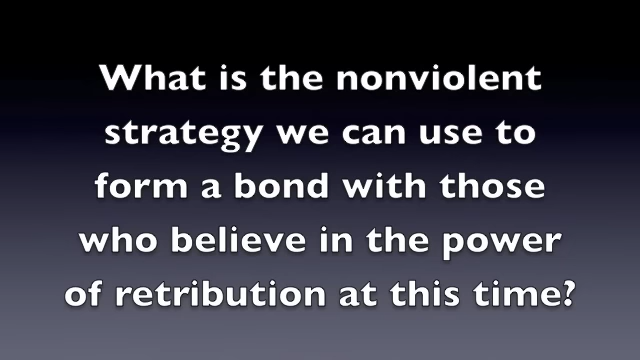 What is the nonviolent
strategy we can use to
form a bond with those
who believe in the power
of retribution at this time?